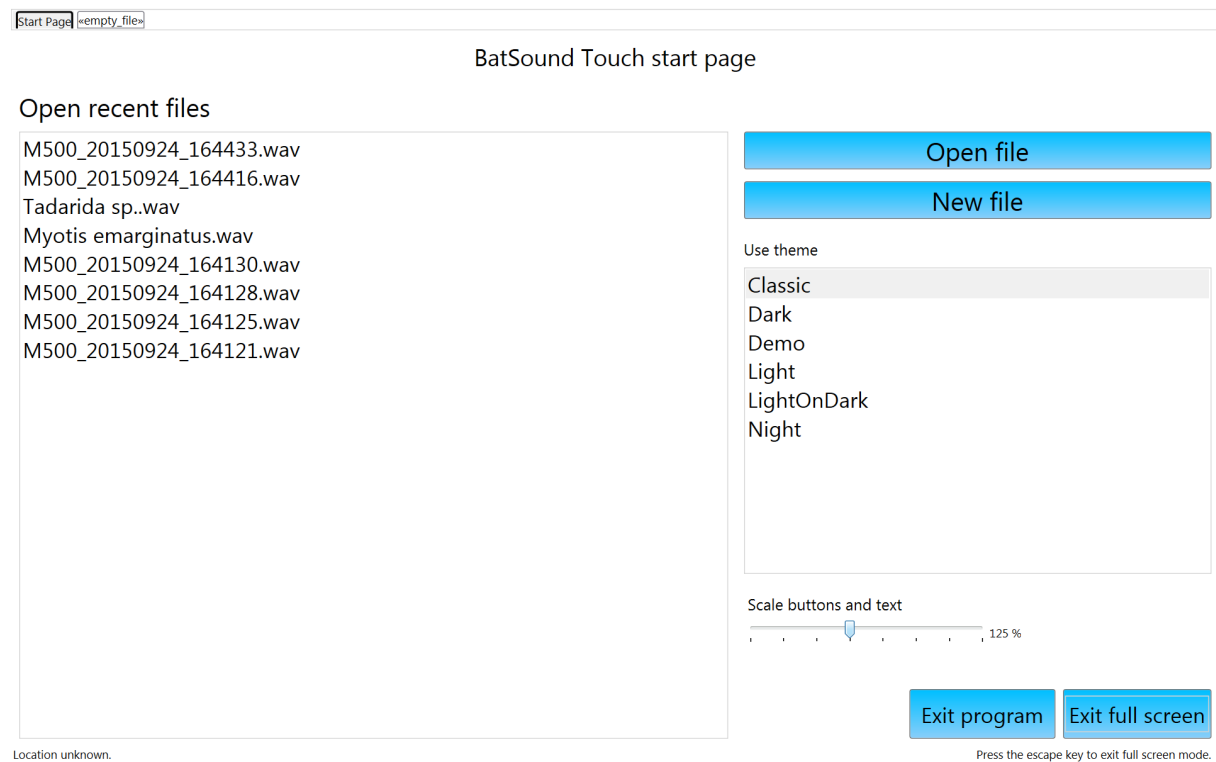 Start Page «empty_file»
BatSound Touch start page
Open recent files
M500_20150924_164433.wav
M500_20150924_164416.wav
Tadarida sp..wav
Myotis emarginatus.wav
M500_20150924_164130.wav
M500_20150924_164128.wav
M500_20150924_164125.wav
M500_20150924_164121.wav
Open file
New file
Use theme
Classic
Dark
Demo
Light
LightOnDark
Night
Scale buttons and text
125 %
Exit program Exit full screen
Location unknown.
Press the escape key to exit full screen mode.